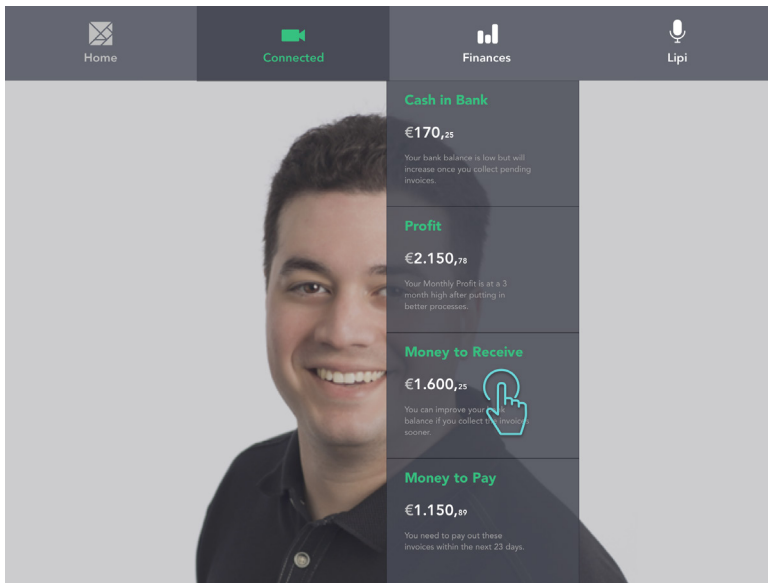 Home
Connected
Finances
Lipi
Cash in Bank
€170,25
Your bank balance is low but will
increase once you collect pending
invoices.
Profit
€2.150,78
Your Monthly Profit is at a 3
month high after putting in
better processes.
Money to Receive
€1.600,25
You can improve your bank
balance if you collect the invoices
sooner.
Money to Pay
€1.150,89
You need to pay out these
invoices within the next 23 days.